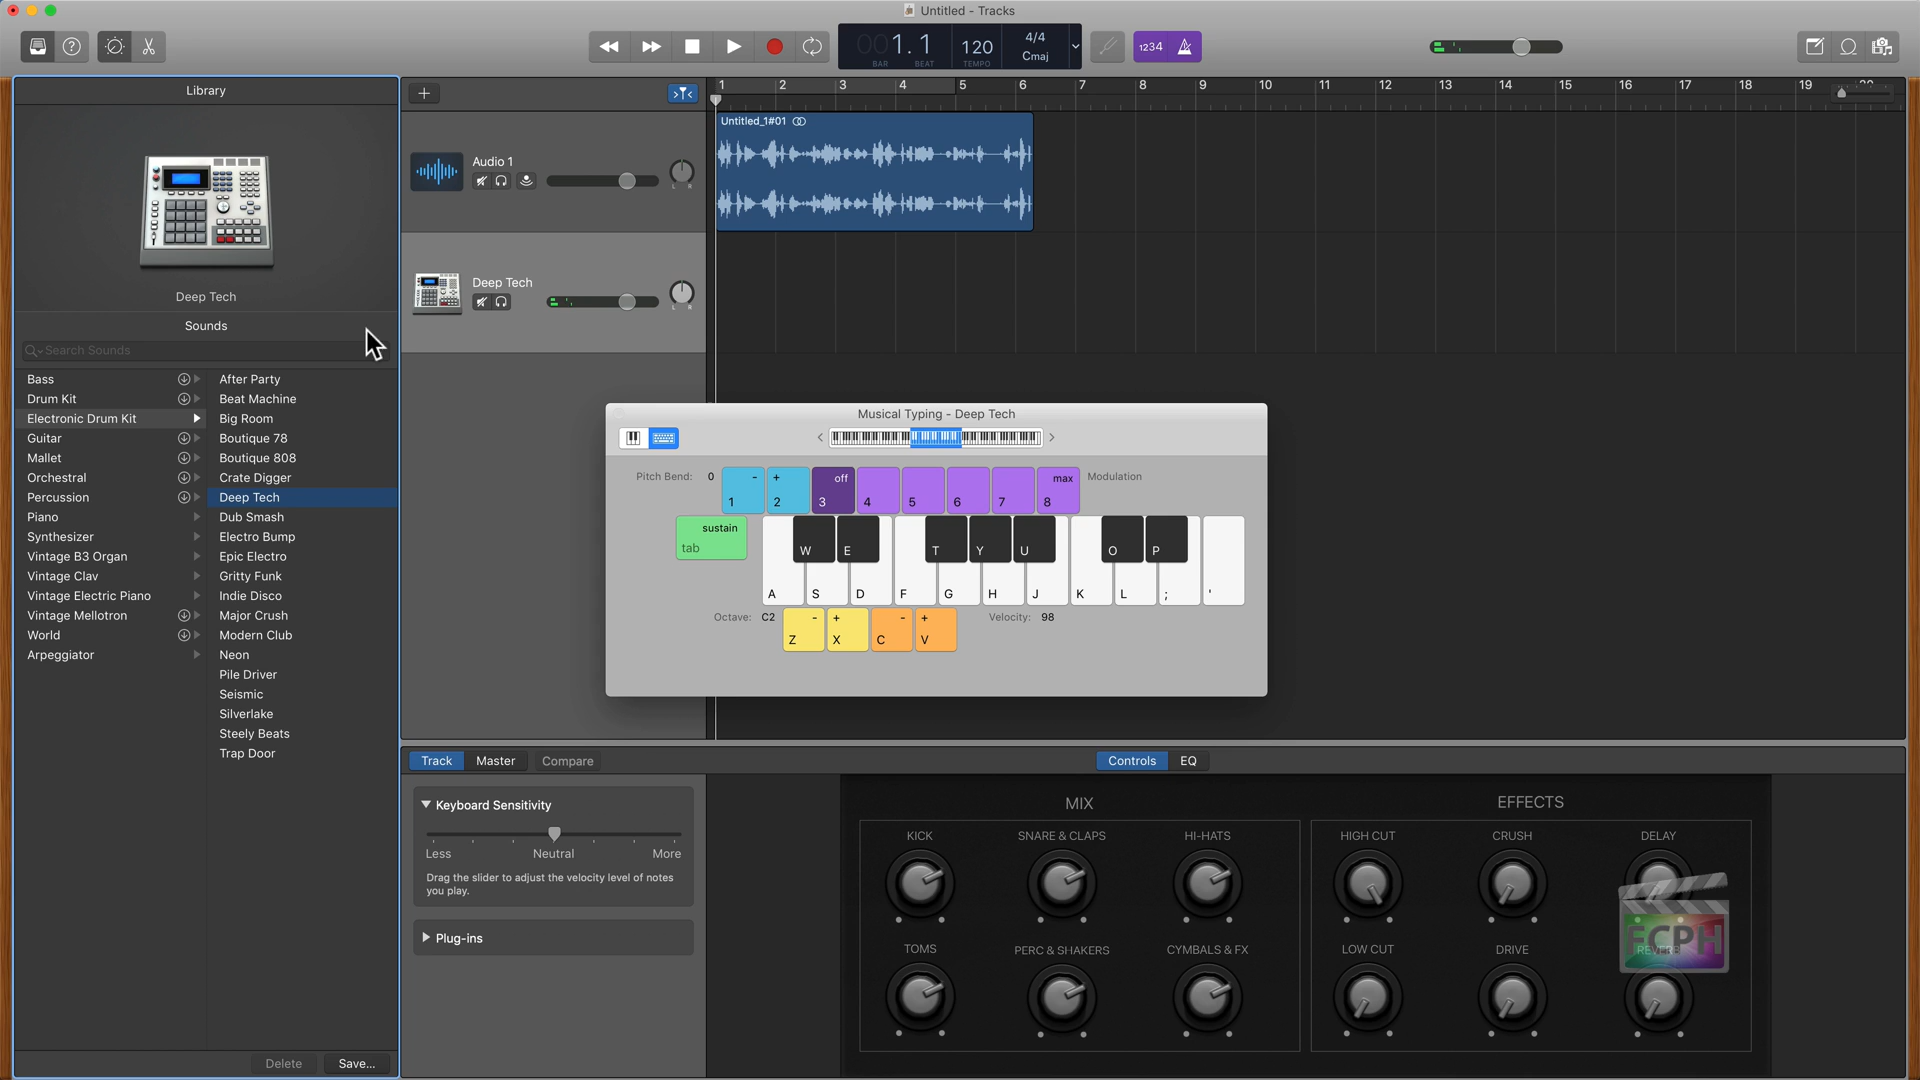 Untitled - Tracks
001.1
BAR BEAT
120
TEMPO
4/4
Cmaj
1234
Library
Deep Tech
Sounds
Search Sounds
Bass
Drum Kit
Electronic Drum Kit
Guitar
Mallet
Orchestral
Percussion
Piano
Synthesizer
Vintage B3 Organ
Vintage Clav
Vintage Electric Piano
Vintage Mellotron
World
Arpeggiator
After Party
Beat Machine
Big Room
Boutique 78
Boutique 808
Crate Digger
Deep Tech
Dub Smash
Electro Bump
Epic Electro
Gritty Funk
Indie Disco
Major Crush
Modern Club
Neon
Pile Driver
Seismic
Silverlake
Steely Beats
Trap Door
Delete Save...
1 2 3 4 5 6 7 8 9 10 11 12 13 14 15 16 17 18 19
Untitled_1#01
Audio 1
L R
Deep Tech
L R
Musical Typing - Deep Tech
Pitch Bend: 0 - + off max Modulation
1 2 3 4 5 6 7 8
sustain
tab
W E T Y U O P
A S D F G H J K L ; '
Octave: C2 - + - + Velocity: 98
Z X C V
Track Master Compare
Controls EQ
Keyboard Sensitivity
Less Neutral More
Drag the slider to adjust the velocity level of notes
you play.
Plug-ins
MIX
KICK SNARE & CLAPS HI-HATS
TOMS PERC & SHAKERS CYMBALS & FX
EFFECTS
HIGH CUT CRUSH DELAY
LOW CUT DRIVE REVERB
FCPH